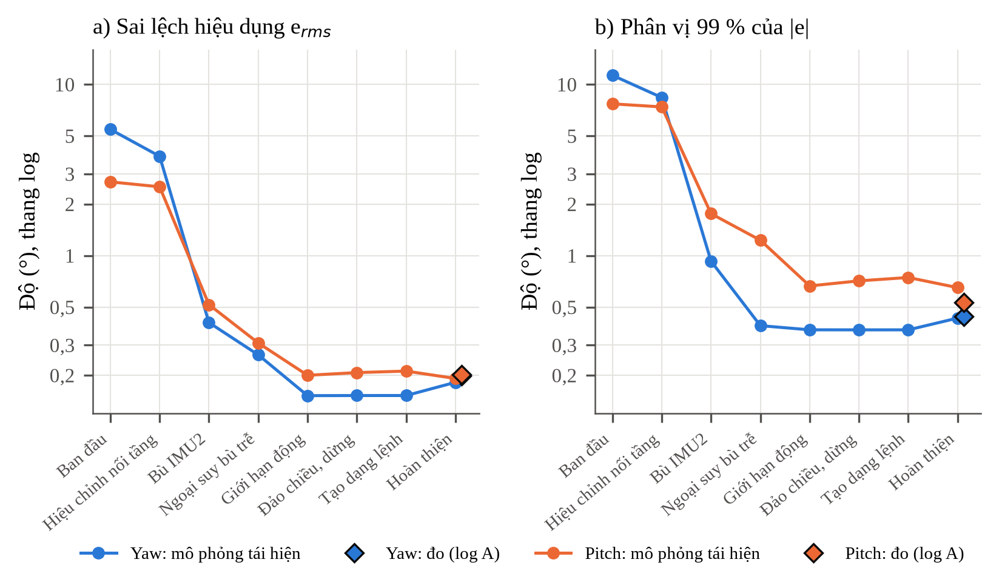 a) Sai lệch hiệu dụng e_rms
Độ (°), thang log
10
5
3
2
1
0,5
0,3
0,2
Ban đầu
Hiệu chỉnh nối tầng
Bù IMU2
Ngoại suy bù trễ
Giới hạn động
Đảo chiều, dừng
Tạo dạng lệnh
Hoàn thiện
b) Phân vị 99 % của |e|
Độ (°), thang log
10
5
3
2
1
0,5
0,3
0,2
Ban đầu
Hiệu chỉnh nối tầng
Bù IMU2
Ngoại suy bù trễ
Giới hạn động
Đảo chiều, dừng
Tạo dạng lệnh
Hoàn thiện
Yaw: mô phỏng tái hiện
Yaw: đo (log A)
Pitch: mô phỏng tái hiện
Pitch: đo (log A)